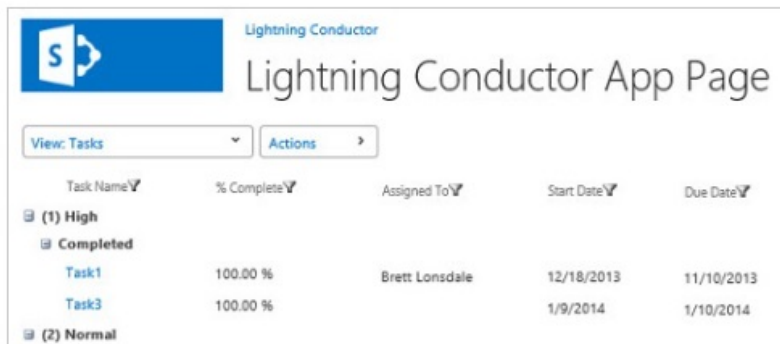 S
Lightning Conductor
Lightning Conductor App Page
View: Tasks Actions
Task Name % Complete Assigned To Start Date Due Date
(1) High
Completed
Task1 100.00 % Brett Lonsdale 12/18/2013 11/10/2013
Task3 100.00 % 1/9/2014 1/10/2014
(2) Normal